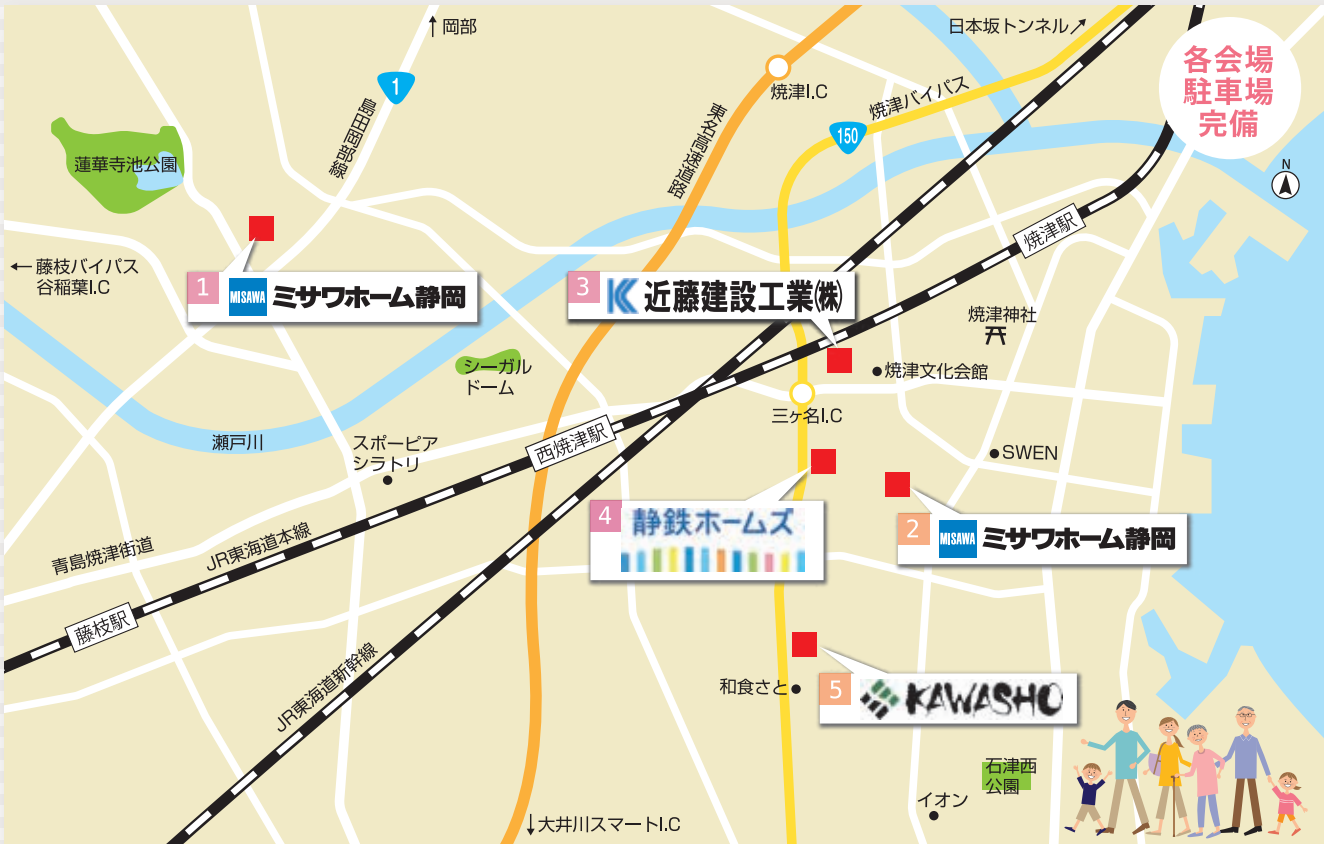 ↑岡部
日本坂トンネル↗
各会場
駐車場
完備
1
焼津I.C
焼津バイパス
150
島田岡部線
東名高速道路
蓮華寺池公園
N
焼津駅
←藤枝バイパス
谷稲葉I.C
1
MISAWA ミサワホーム静岡
3
近藤建設工業㈱
焼津神社
シーガル
ドーム
焼津文化会館
三ヶ名I.C
瀬戸川
スポーピア
シラトリ
西焼津駅
SWEN
4
静鉄ホームズ
2
MISAWA ミサワホーム静岡
青島焼津街道
JR東海道本線
藤枝駅
JR東海道新幹線
和食さと
5
KAWASHO
石津西
公園
イオン
↓大井川スマートI.C